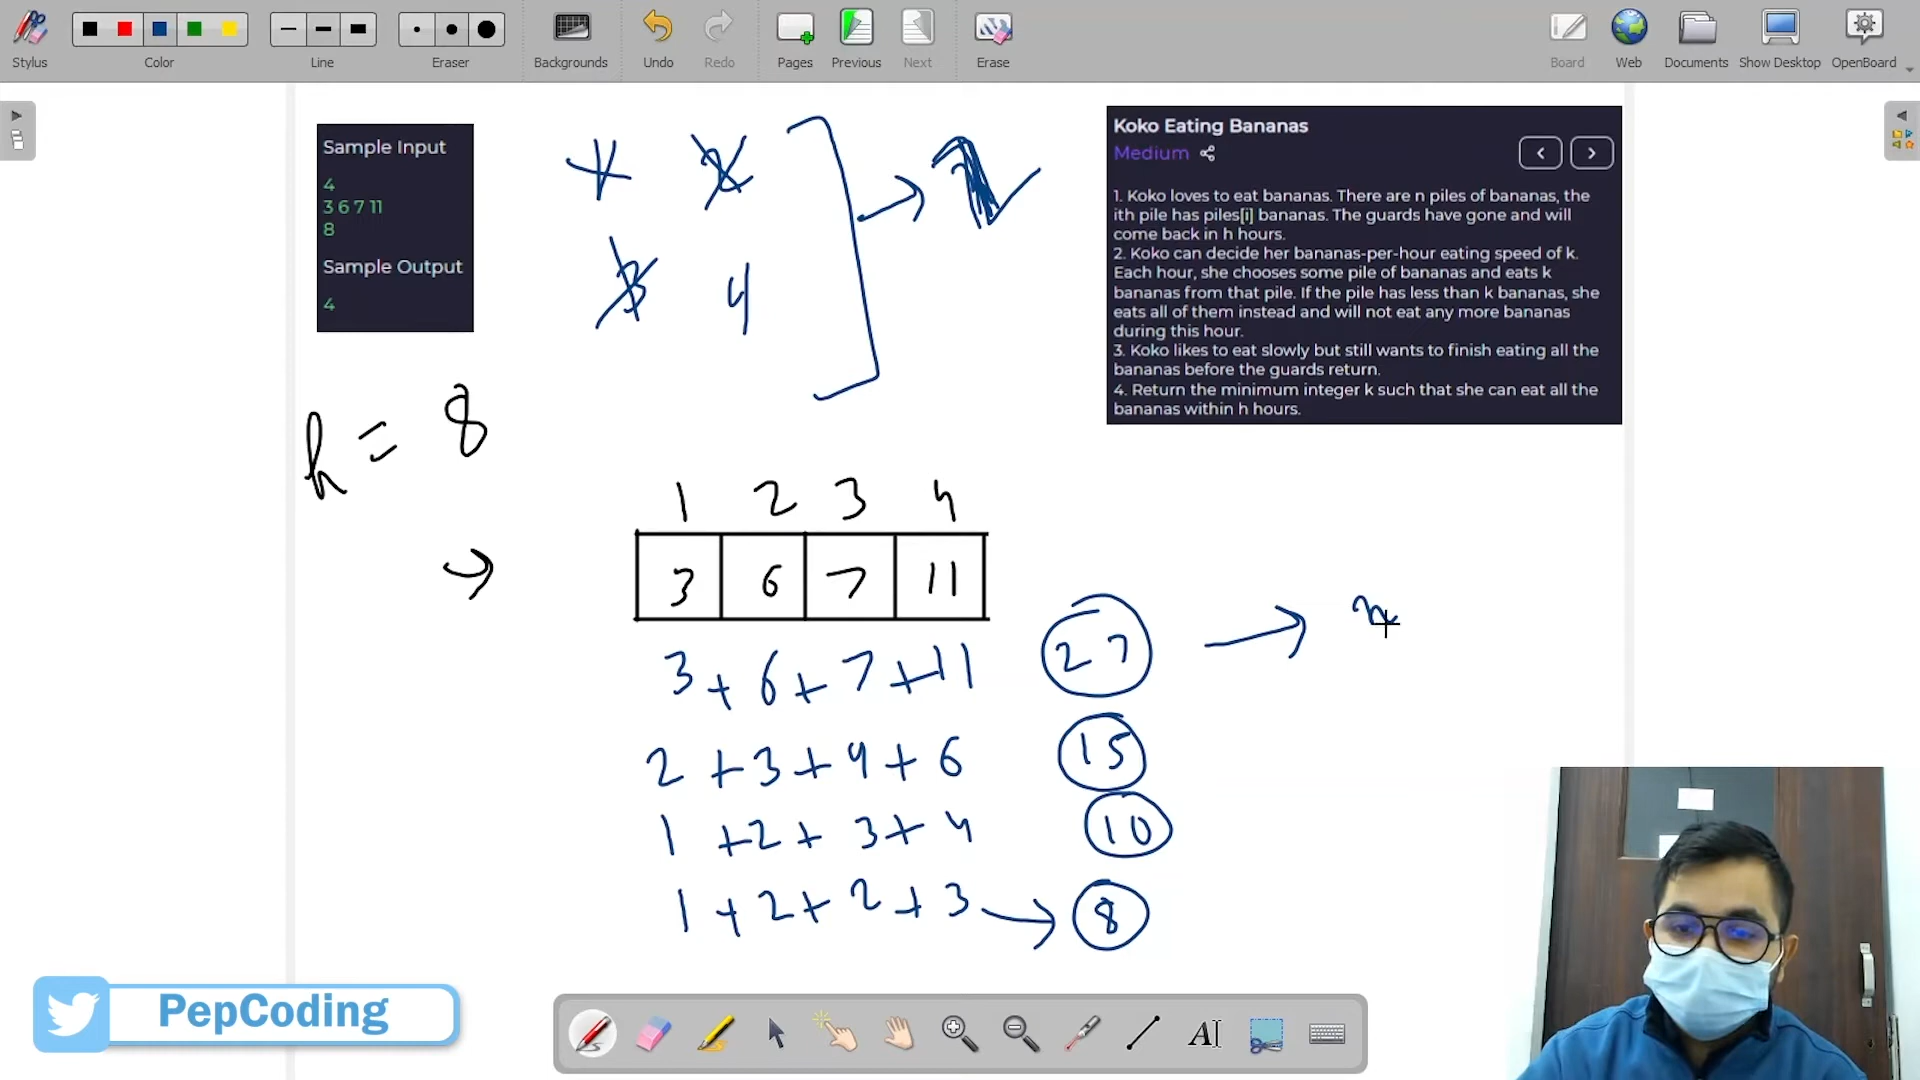 Stylus Color Line Eraser Backgrounds Undo Redo Pages Previous Next Erase Board Web Documents Show Desktop OpenBoard
Sample Input
4
3 6 7 11
8
Sample Output
4
1 2
3 4
Koko Eating Bananas
Medium
1. Koko loves to eat bananas. There are n piles of bananas, the
ith pile has piles[i] bananas. The guards have gone and will
come back in h hours.
2. Koko can decide her bananas-per-hour eating speed of k.
Each hour, she chooses some pile of bananas and eats k
bananas from that pile. If the pile has less than k bananas, she
eats all of them instead and will not eat any more bananas
during this hour.
3. Koko likes to eat slowly but still wants to finish eating all the
bananas before the guards return.
4. Return the minimum integer k such that she can eat all the
bananas within h hours.
h = 8
1 2 3 4
→ 3 6 7 11
3 + 6 + 7 + 11 27 →
2 + 3 + 4 + 6 15
1 + 2 + 3 + 4 10
1 + 2 + 2 + 3 → 8
PepCoding